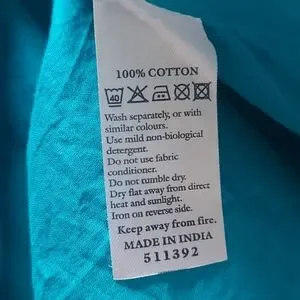 100% COTTON
40
Wash separately, or with
similar colours.
Use mild non-biological
detergent.
Do not use fabric
conditioner.
Do not tumble dry.
Dry flat away from direct
heat and sunlight.
Iron on reverse side.
Keep away from fire.
MADE IN INDIA
511392